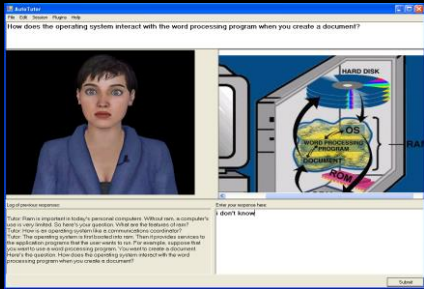 AutoTutor
File Edit Session Plugins Help
How does the operating system interact with the word processing program when you create a document?
HARD DISK
OS
WORD PROCESSING
PROGRAM
DOCUMENT
RAM
ROM
Log of previous responses:
Tutor: Ram is important in today's personal computers. Without ram, a computer's
use is very limited. So here's your question. What are the features of ram?
Tutor: How is an operating system like a communications coordinator?
Tutor: The operating system is first booted into ram. Then it provides services to
the application programs that the user wants to run. For example, suppose that
you want to use a word processing program. You want to create a document.
Here's the question. How does the operating system interact with the word
processing program when you create a document?
Enter your response here:
i don't know
Submit